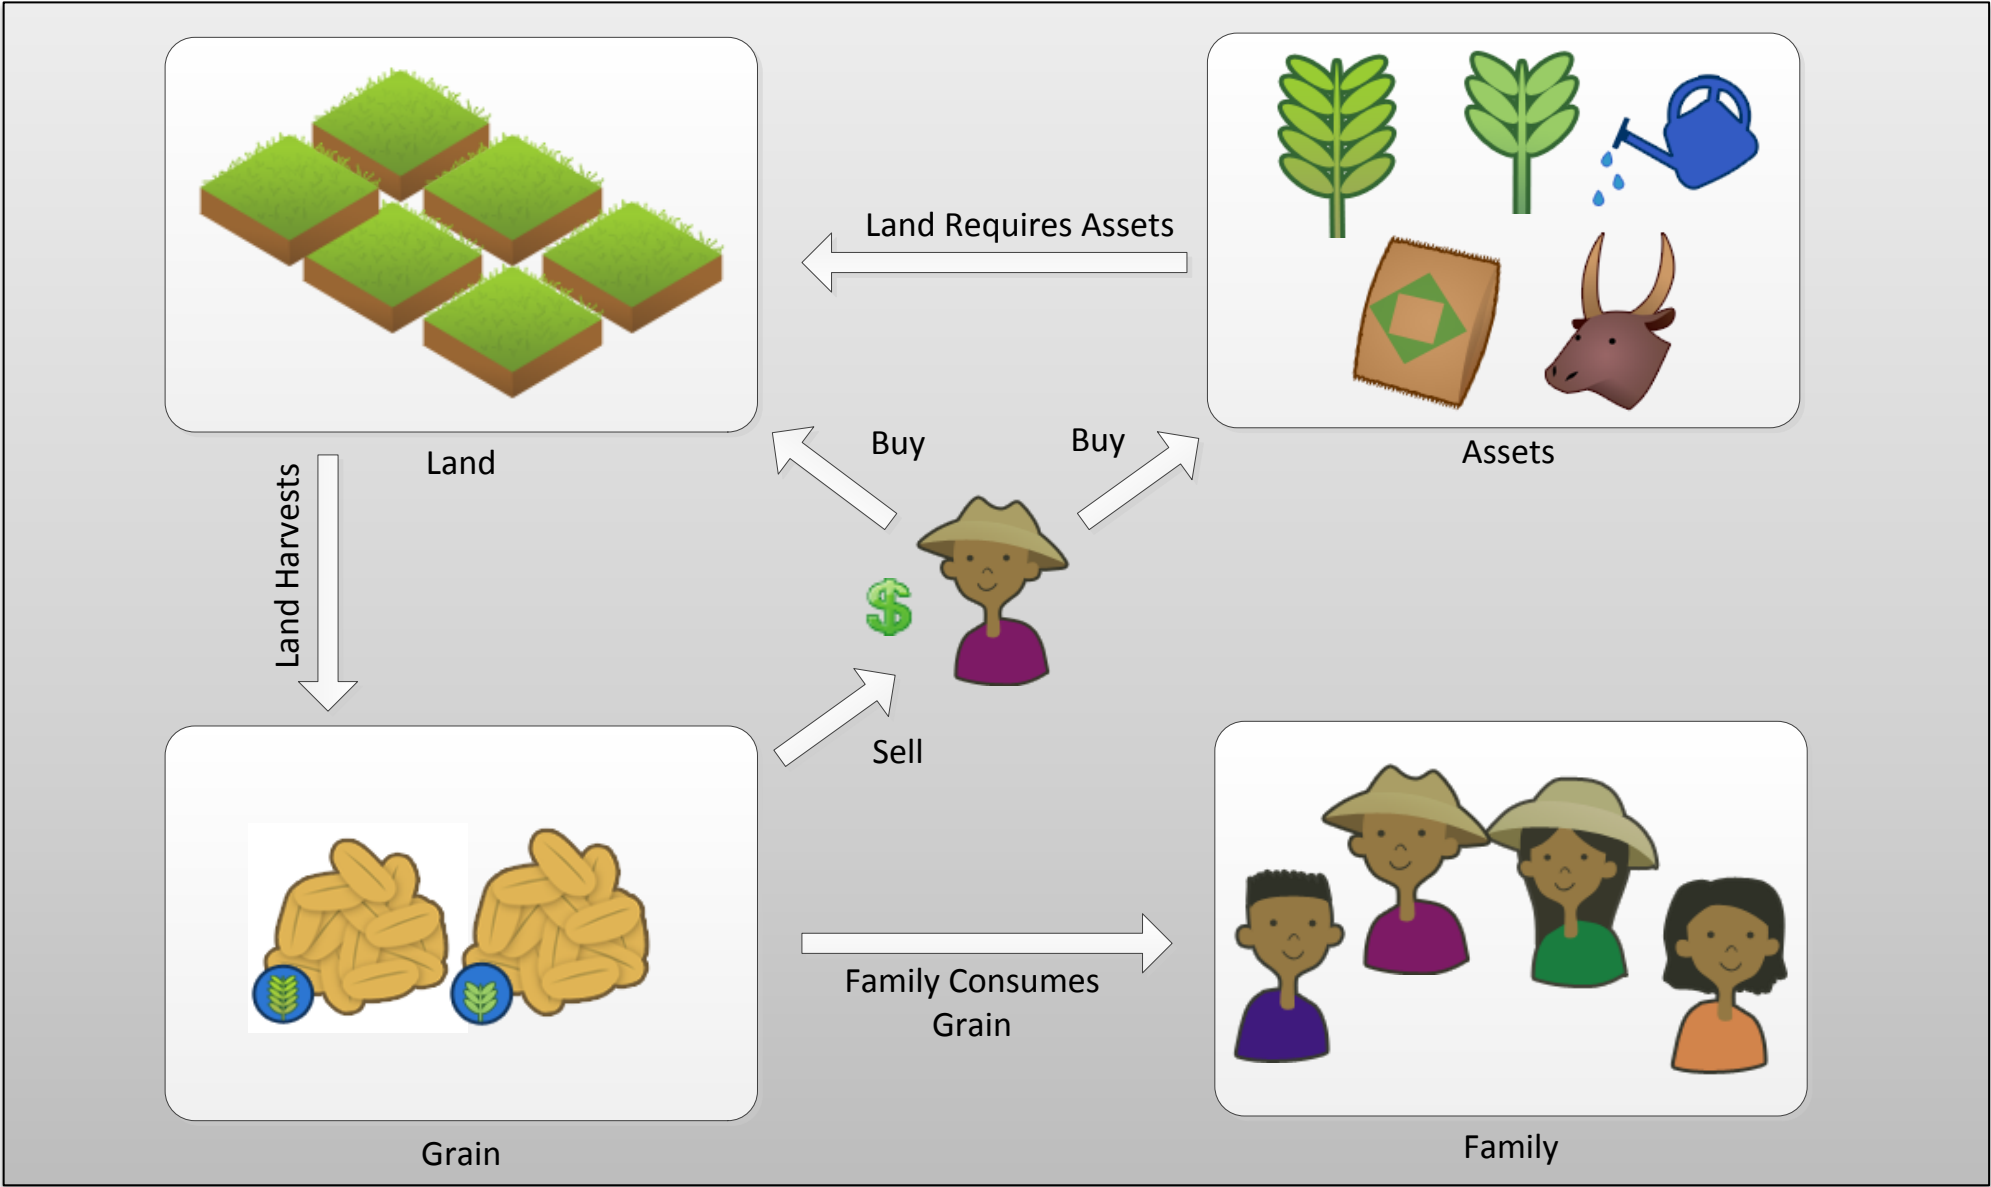 Land Requires Assets
Buy
Buy
Land
Assets
Land Harvests
$
Sell
Family Consumes
Grain
Grain
Family